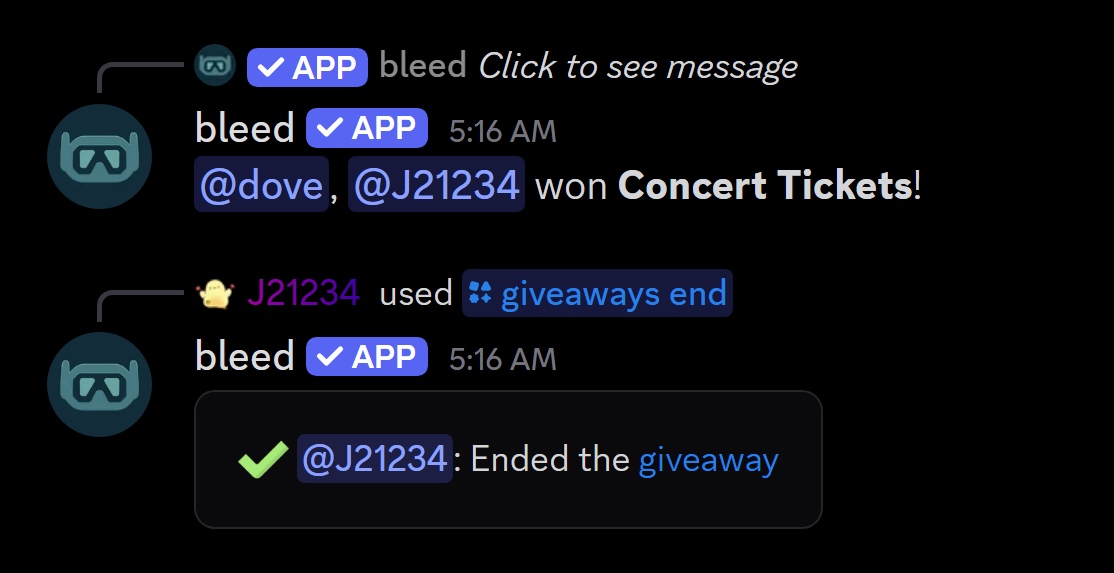 APP bleed Click to see message
bleed APP 5:16 AM
@dove, @J21234 won Concert Tickets!
J21234 used giveaways end
bleed APP 5:16 AM
@J21234: Ended the giveaway